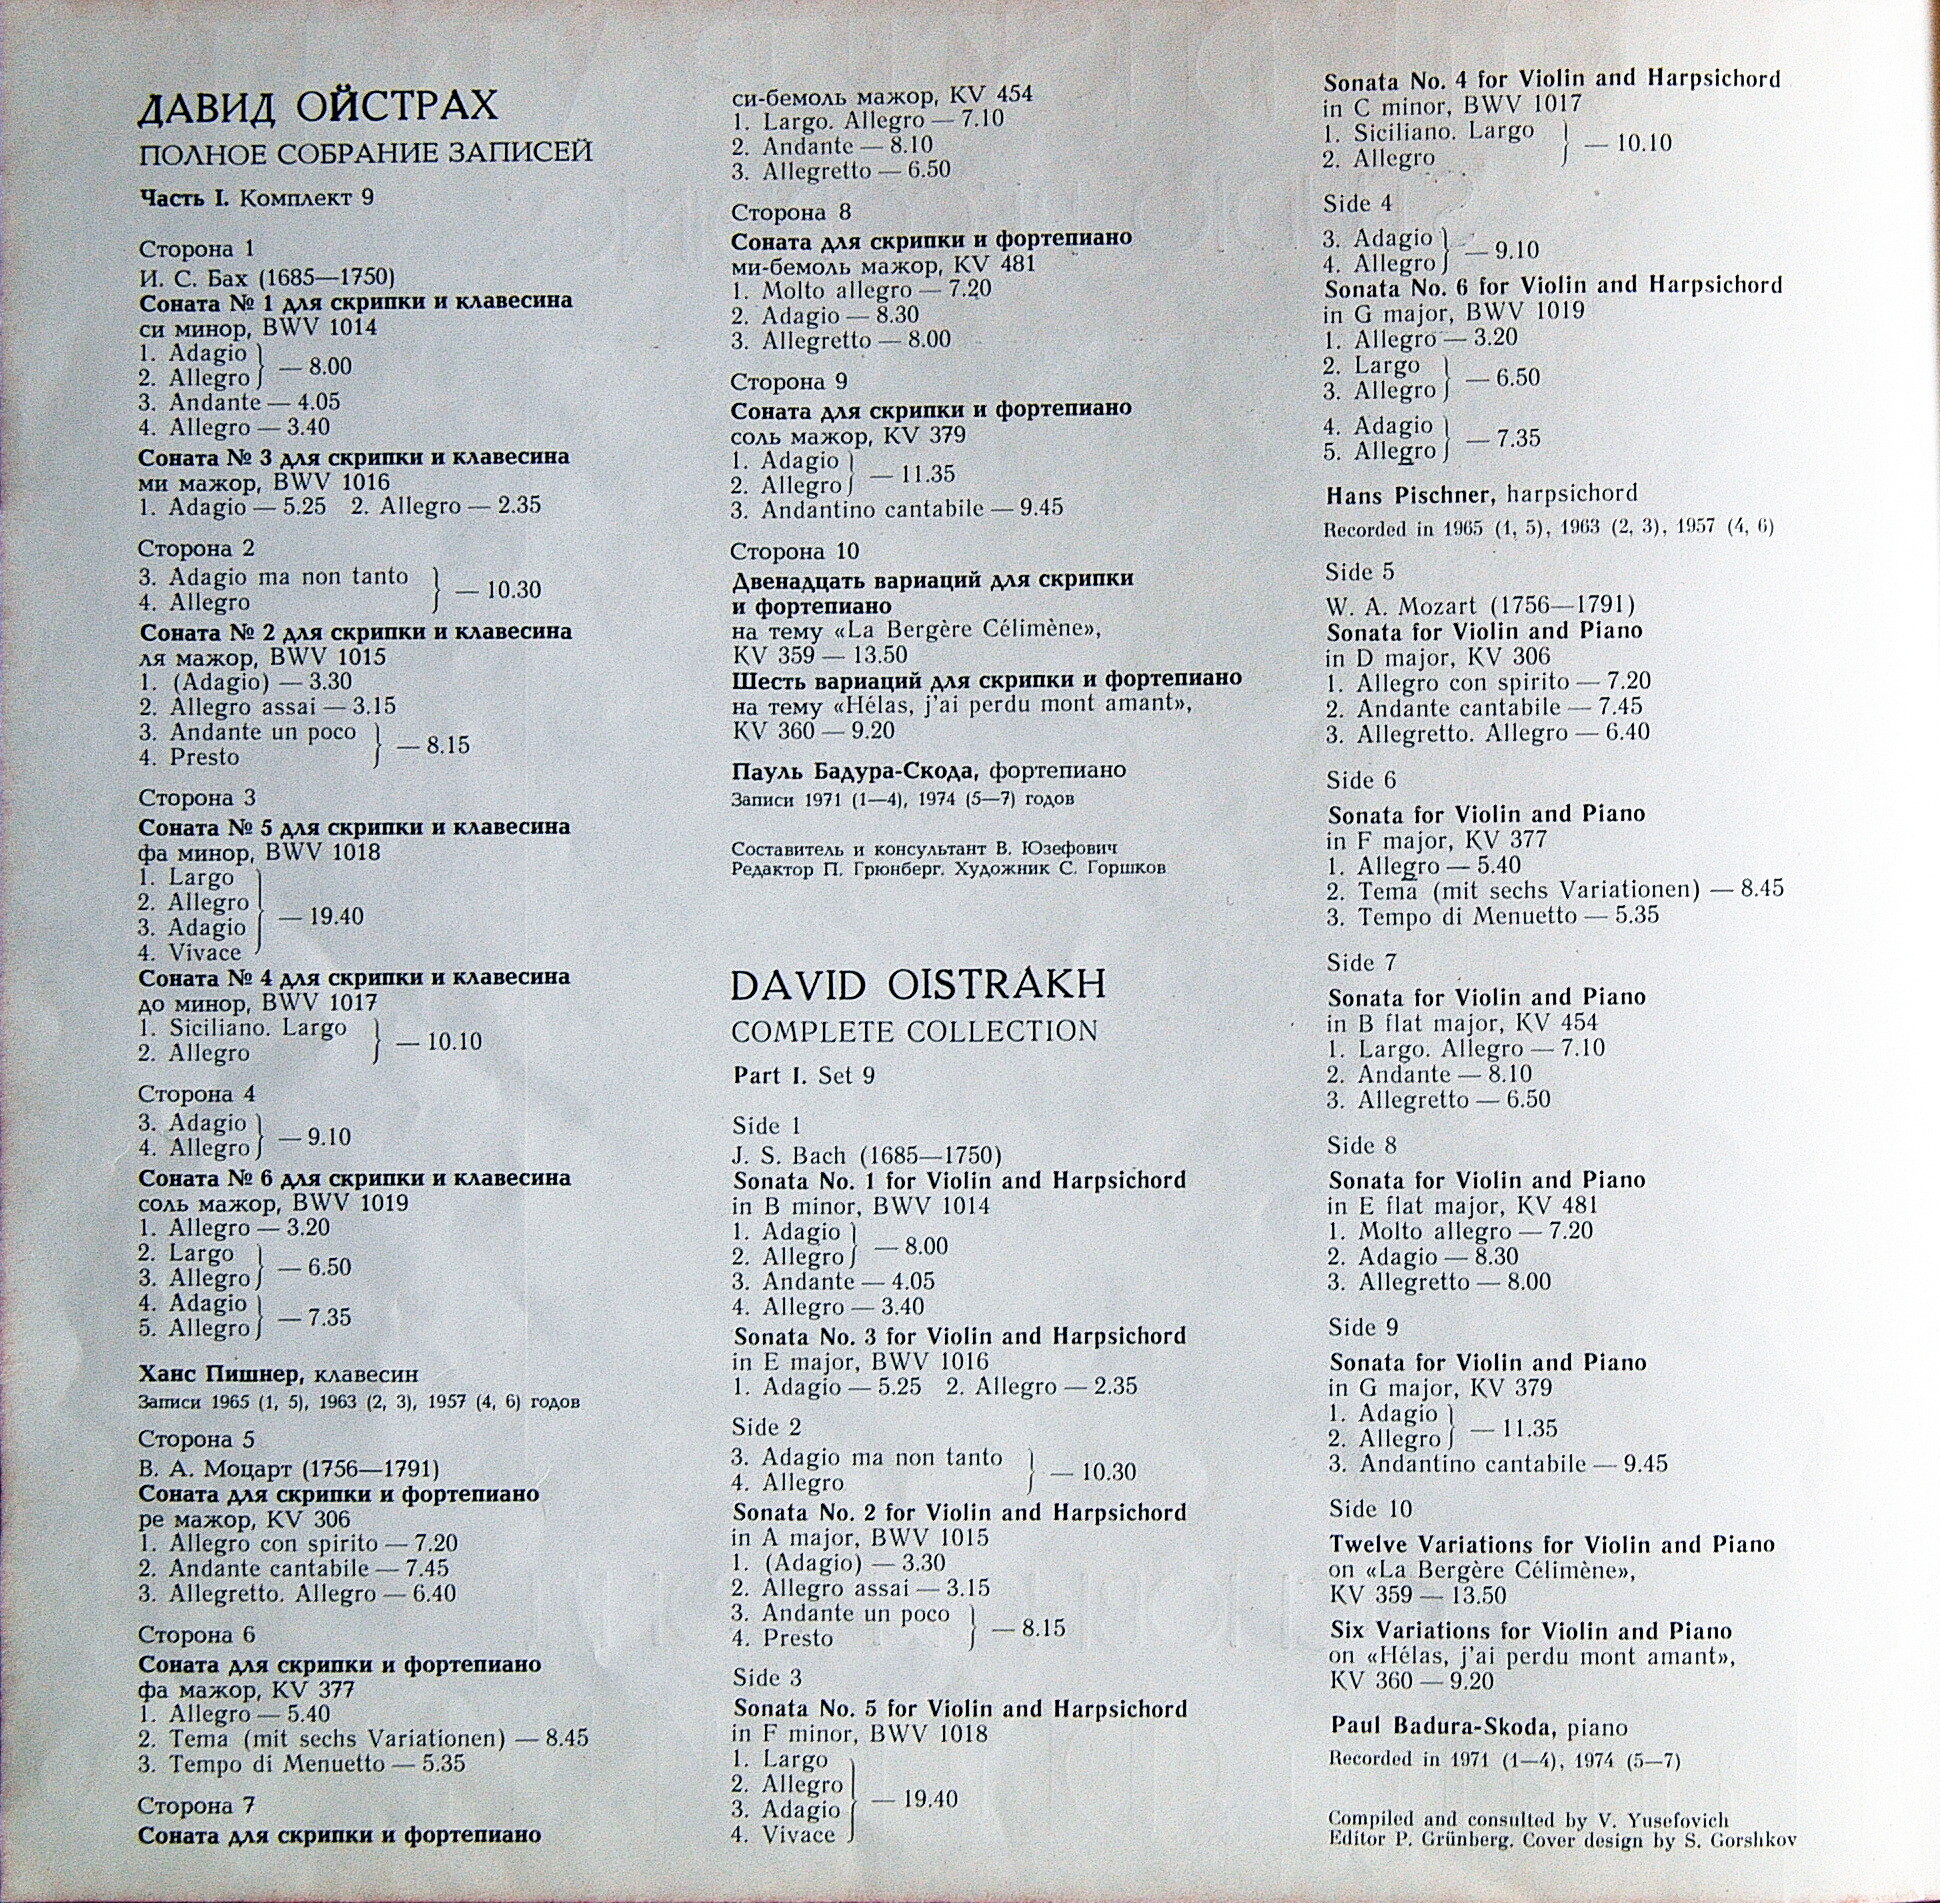 ДАВИД ОЙСТРАХ
ПОЛНОЕ СОБРАНИЕ ЗАПИСЕЙ
Часть I. Комплект 9
Сторона 1
И. С. Бах (1685—1750)
Соната № 1 для скрипки и клавесина
си минор, BWV 1014
1. Adagio
2. Allegro } — 8.00
3. Andante — 4.05
4. Allegro — 3.40
Соната № 3 для скрипки и клавесина
ми мажор, BWV 1016
1. Adagio — 5.25 2. Allegro — 2.35
Сторона 2
3. Adagio ma non tanto
4. Allegro } — 10.30
Соната № 2 для скрипки и клавесина
ля мажор, BWV 1015
1. (Adagio) — 3.30
2. Allegro assai — 3.15
3. Andante un poco
4. Presto } — 8.15
Сторона 3
Соната № 5 для скрипки и клавесина
фа минор, BWV 1018
1. Largo
2. Allegro
3. Adagio
4. Vivace } — 19.40
Соната № 4 для скрипки и клавесина
до минор, BWV 1017
1. Siciliano. Largo
2. Allegro } — 10.10
Сторона 4
3. Adagio
4. Allegro } — 9.10
Соната № 6 для скрипки и клавесина
соль мажор, BWV 1019
1. Allegro — 3.20
2. Largo
3. Allegro } — 6.50
4. Adagio
5. Allegro } — 7.35
Ханс Пишнер, клавесин
Записи 1965 (1, 5), 1963 (2, 3), 1957 (4, 6) годов
Сторона 5
В. А. Моцарт (1756—1791)
Соната для скрипки и фортепиано
ре мажор, KV 306
1. Allegro con spirito — 7.20
2. Andante cantabile — 7.45
3. Allegretto. Allegro — 6.40
Сторона 6
Соната для скрипки и фортепиано
фа мажор, KV 377
1. Allegro — 5.40
2. Tema (mit sechs Variationen) — 8.45
3. Tempo di Menuetto — 5.35
Сторона 7
Соната для скрипки и фортепиано
си-бемоль мажор, KV 454
1. Largo. Allegro — 7.10
2. Andante — 8.10
3. Allegretto — 6.50
Сторона 8
Соната для скрипки и фортепиано
ми-бемоль мажор, KV 481
1. Molto allegro — 7.20
2. Adagio — 8.30
3. Allegretto — 8.00
Сторона 9
Соната для скрипки и фортепиано
соль мажор, KV 379
1. Adagio
2. Allegro } — 11.35
3. Andantino cantabile — 9.45
Сторона 10
Двенадцать вариаций для скрипки
и фортепиано
на тему «La Bergère Célimène»,
KV 359 — 13.50
Шесть вариаций для скрипки и фортепиано
на тему «Hélas, j'ai perdu mont amant»,
KV 360 — 9.20
Пауль Бадура-Скода, фортепиано
Записи 1971 (1—4), 1974 (5—7) годов
Составитель и консультант В. Юзефович
Редактор П. Грюнберг. Художник С. Горшков
DAVID OISTRAKH
COMPLETE COLLECTION
Part I. Set 9
Side 1
J. S. Bach (1685—1750)
Sonata No. 1 for Violin and Harpsichord
in B minor, BWV 1014
1. Adagio
2. Allegro } — 8.00
3. Andante — 4.05
4. Allegro — 3.40
Sonata No. 3 for Violin and Harpsichord
in E major, BWV 1016
1. Adagio — 5.25 2. Allegro — 2.35
Side 2
3. Adagio ma non tanto
4. Allegro } — 10.30
Sonata No. 2 for Violin and Harpsichord
in A major, BWV 1015
1. (Adagio) — 3.30
2. Allegro assai — 3.15
3. Andante un poco
4. Presto } — 8.15
Side 3
Sonata No. 5 for Violin and Harpsichord
in F minor, BWV 1018
1. Largo
2. Allegro
3. Adagio
4. Vivace } — 19.40
Sonata No. 4 for Violin and Harpsichord
in C minor, BWV 1017
1. Siciliano. Largo
2. Allegro } — 10.10
Side 4
3. Adagio
4. Allegro } — 9.10
Sonata No. 6 for Violin and Harpsichord
in G major, BWV 1019
1. Allegro — 3.20
2. Largo
3. Allegro } — 6.50
4. Adagio
5. Allegro } — 7.35
Hans Pischner, harpsichord
Recorded in 1965 (1, 5), 1963 (2, 3), 1957 (4, 6)
Side 5
W. A. Mozart (1756—1791)
Sonata for Violin and Piano
in D major, KV 306
1. Allegro con spirito — 7.20
2. Andante cantabile — 7.45
3. Allegretto. Allegro — 6.40
Side 6
Sonata for Violin and Piano
in F major, KV 377
1. Allegro — 5.40
2. Tema (mit sechs Variationen) — 8.45
3. Tempo di Menuetto — 5.35
Side 7
Sonata for Violin and Piano
in B flat major, KV 454
1. Largo. Allegro — 7.10
2. Andante — 8.10
3. Allegretto — 6.50
Side 8
Sonata for Violin and Piano
in E flat major, KV 481
1. Molto allegro — 7.20
2. Adagio — 8.30
3. Allegretto — 8.00
Side 9
Sonata for Violin and Piano
in G major, KV 379
1. Adagio
2. Allegro } — 11.35
3. Andantino cantabile — 9.45
Side 10
Twelve Variations for Violin and Piano
on «La Bergère Célimène»,
KV 359 — 13.50
Six Variations for Violin and Piano
on «Hélas, j'ai perdu mont amant»,
KV 360 — 9.20
Paul Badura-Skoda, piano
Recorded in 1971 (1—4), 1974 (5—7)
Compiled and consulted by V. Yusefovich
Editor P. Grünberg. Cover design by S. Gorshkov